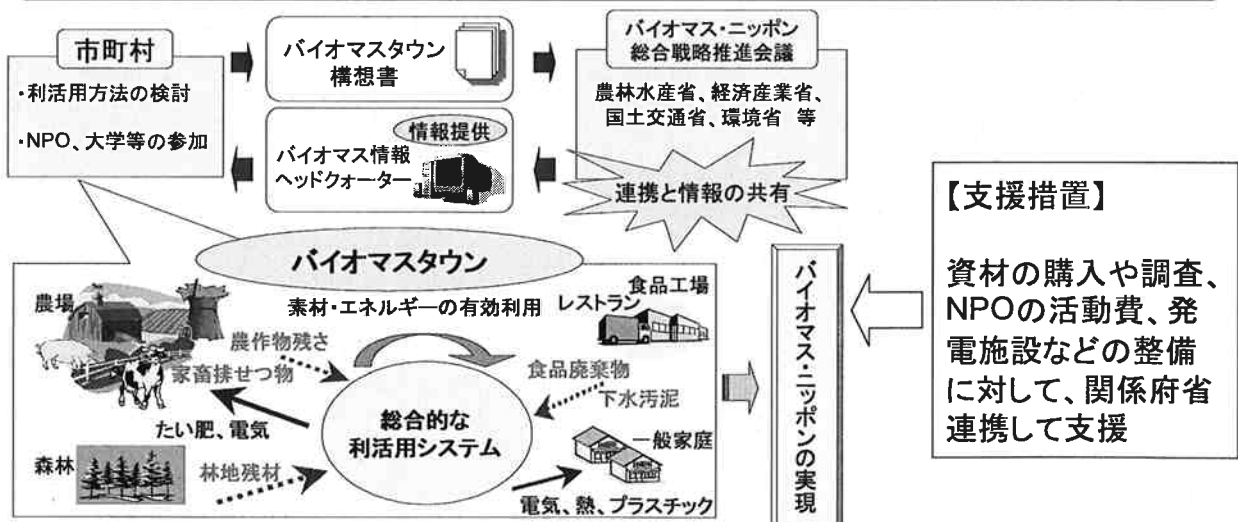 市町村
・利活用方法の検討
・NPO、大学等の参加
バイオマスタウン
構想書
バイオマス・ニッポン
総合戦略推進会議
農林水産省、経済産業省、
国土交通省、環境省 等
情報提供
バイオマス情報
ヘッドクォーター
連携と情報の共有
バイオマスタウン
素材・エネルギーの有効利用
農場
農作物残さ
家畜排せつ物
たい肥、電気
森林
林地残材
総合的な
利活用システム
食品工場
レストラン
食品廃棄物
下水汚泥
一般家庭
電気、熱、プラスチック
バイオマス・ニッポンの実現
【支援措置】
資材の購入や調査、
NPOの活動費、発
電施設などの整備
に対して、関係府省
連携して支援